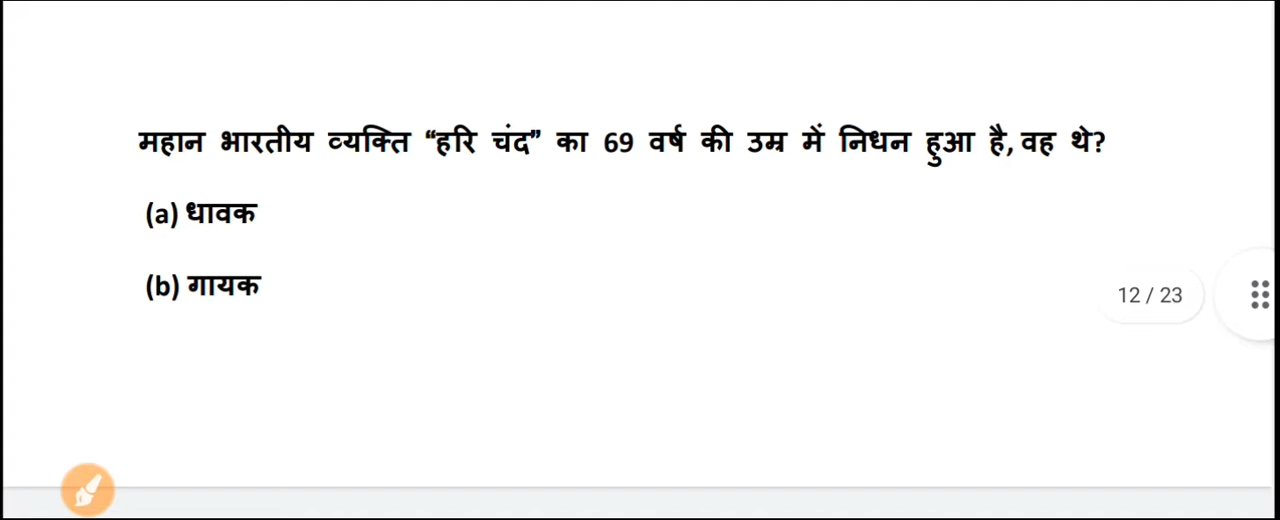 महान भारतीय व्यक्ति “हरि चंद” का 69 वर्ष की उम्र में निधन हुआ है, वह थे?
(a) धावक
(b) गायक
12 / 23